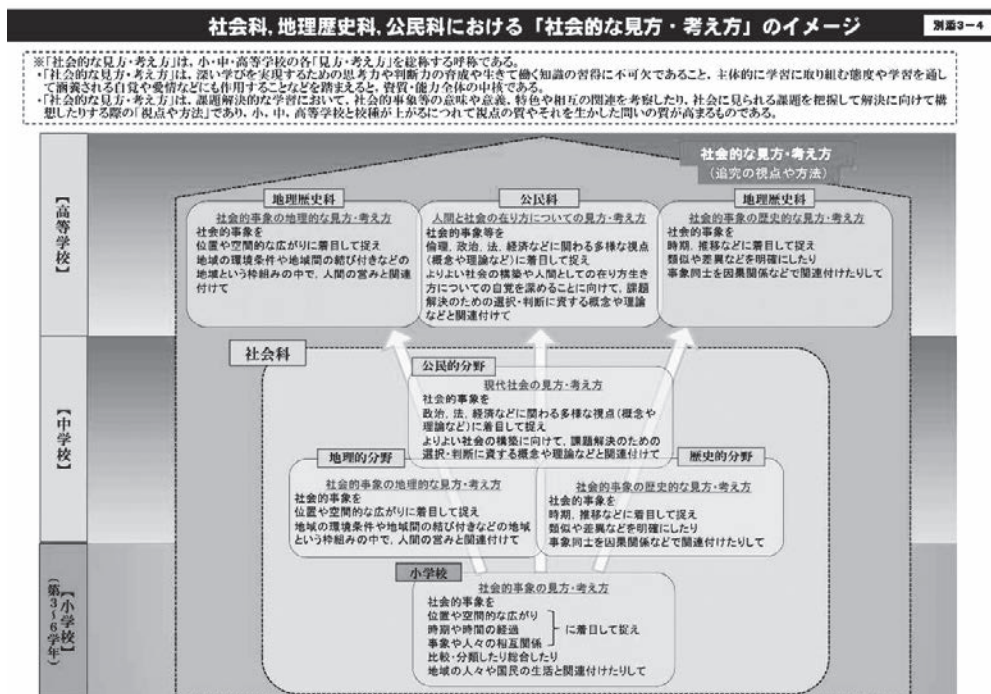 社会科,地理歴史科,公民科における「社会的な見方・考え方」のイメージ
別添3-4
※「社会的な見方・考え方」は,小・中・高等学校の各「見方・考え方」を総称する呼称である。
・「社会的な見方・考え方」は,深い学びを実現するための思考力や判断力の育成や生きて働く知識の習得に不可欠であること,主体的に学習に取り組む態度や学習を通し
て涵養される自覚や愛情などにも作用することなどを踏まえると,資質・能力全体の中核である。
・「社会的な見方・考え方」は,課題解決的な学習において,社会的事象等の意味や意義,特色や相互の関連を考察したり,社会に見られる課題を把握して解決に向けて構
想したりする際の「視点や方法」であり,小,中,高等学校と校種が上がるにつれて視点の質やそれを生かした問いの質が高まるものである。
社会的な見方・考え方
(追究の視点や方法)
【高等学校】
地理歴史科
社会的事象の地理的な見方・考え方
社会的事象を
位置や空間的な広がりに着目して捉え
地域の環境条件や地域間の結び付きなどの
地域という枠組みの中で,人間の営みと関連
付けて
公民科
人間と社会の在り方についての見方・考え方
社会的事象等を
倫理,政治,法,経済などに関わる多様な視点
(概念や理論など)に着目して捉え
よりよい社会の構築や人間としての在り方生き
方についての自覚を深めることに向けて,課題
解決のための選択・判断に資する概念や理論
などと関連付けて
地理歴史科
社会的事象の歴史的な見方・考え方
社会的事象を
時期,推移などに着目して捉え
類似や差異などを明確にしたり
事象同士を因果関係などで関連付けたりして
【中学校】
社会科
公民的分野
現代社会の見方・考え方
社会的事象を
政治,法,経済などに関わる多様な視点(概念や
理論など)に着目して捉え
よりよい社会の構築に向けて,課題解決のための
選択・判断に資する概念や理論などと関連付けて
地理的分野
社会的事象の地理的な見方・考え方
社会的事象を
位置や空間的な広がりに着目して捉え
地域の環境条件や地域間の結び付きなどの地域
という枠組みの中で,人間の営みと関連付けて
歴史的分野
社会的事象の歴史的な見方・考え方
社会的事象を
時期,推移などに着目して捉え
類似や差異などを明確にしたり
事象同士を因果関係などで関連付けたりして
【小学校】
(第3~6学年)
小学校
社会的事象の見方・考え方
社会的事象を
位置や空間的な広がり
時期や時間の経過
事象や人々の相互関係
に着目して捉え
比較・分類したり総合したり
地域の人々や国民の生活と関連付けたりして